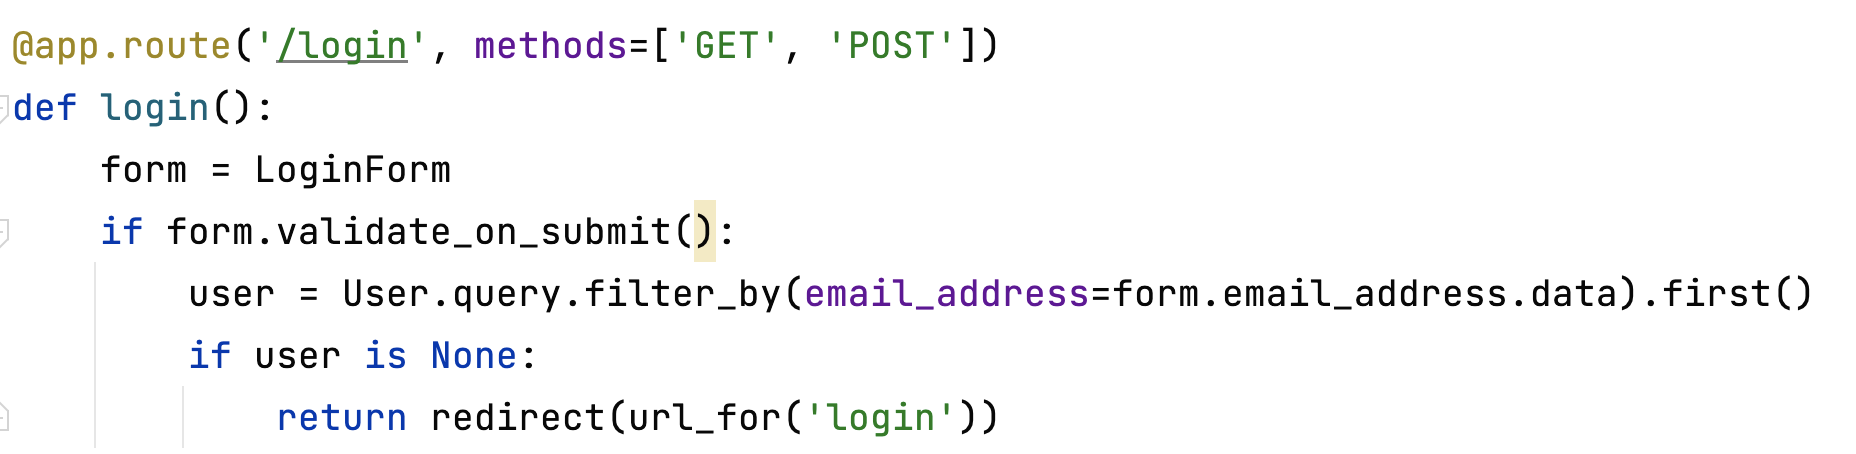 @app.route('/login', methods=['GET', 'POST'])
def login():
    form = LoginForm
    if form.validate_on_submit():
        user = User.query.filter_by(email_address=form.email_address.data).first()
        if user is None:
            return redirect(url_for('login'))